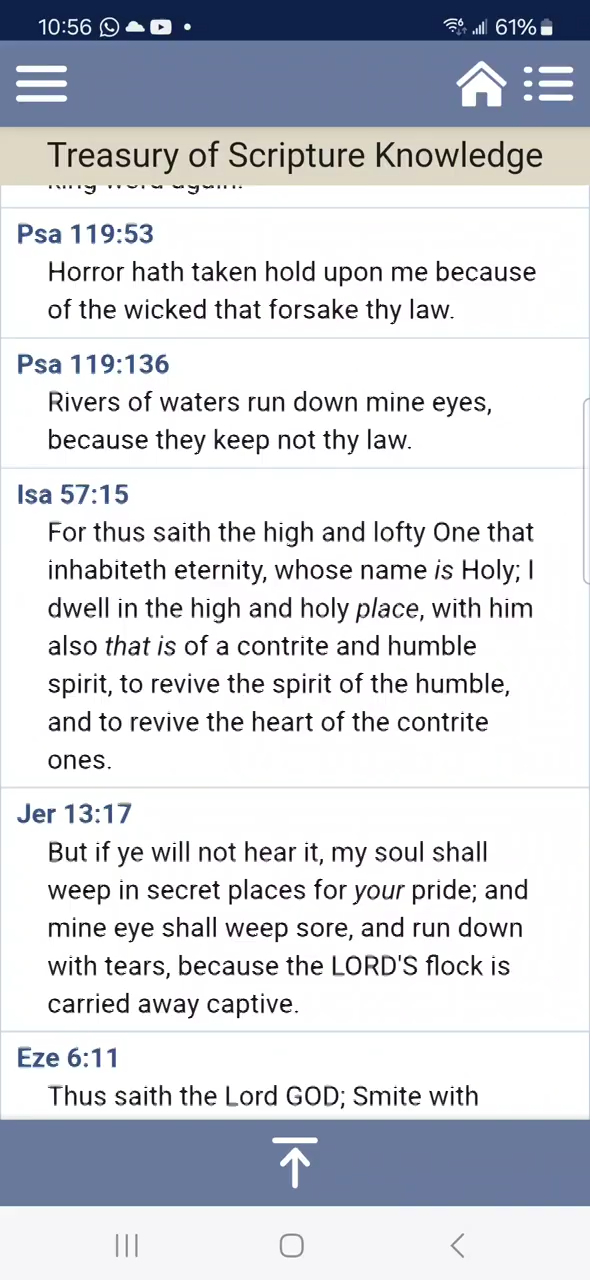 10:56
61%
Treasury of Scripture Knowledge
Psa 119:53
Horror hath taken hold upon me because
of the wicked that forsake thy law.
Psa 119:136
Rivers of waters run down mine eyes,
because they keep not thy law.
Isa 57:15
For thus saith the high and lofty One that
inhabiteth eternity, whose name is Holy; I
dwell in the high and holy place, with him
also that is of a contrite and humble
spirit, to revive the spirit of the humble,
and to revive the heart of the contrite
ones.
Jer 13:17
But if ye will not hear it, my soul shall
weep in secret places for your pride; and
mine eye shall weep sore, and run down
with tears, because the LORD'S flock is
carried away captive.
Eze 6:11
Thus saith the Lord GOD; Smite with